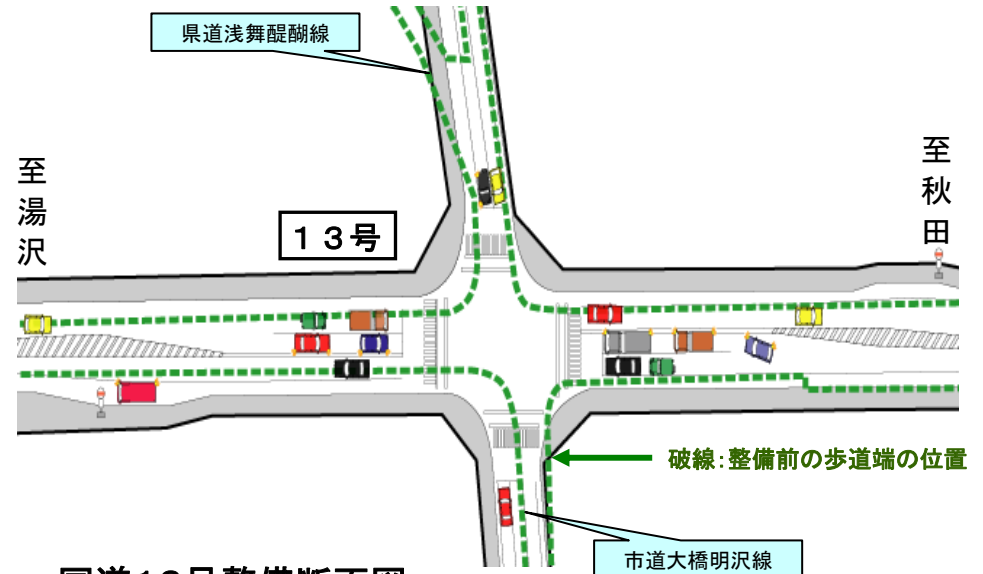 県道浅舞醍醐線
至湯沢
13号
至秋田
破線：整備前の歩道端の位置
市道大橋明沢線